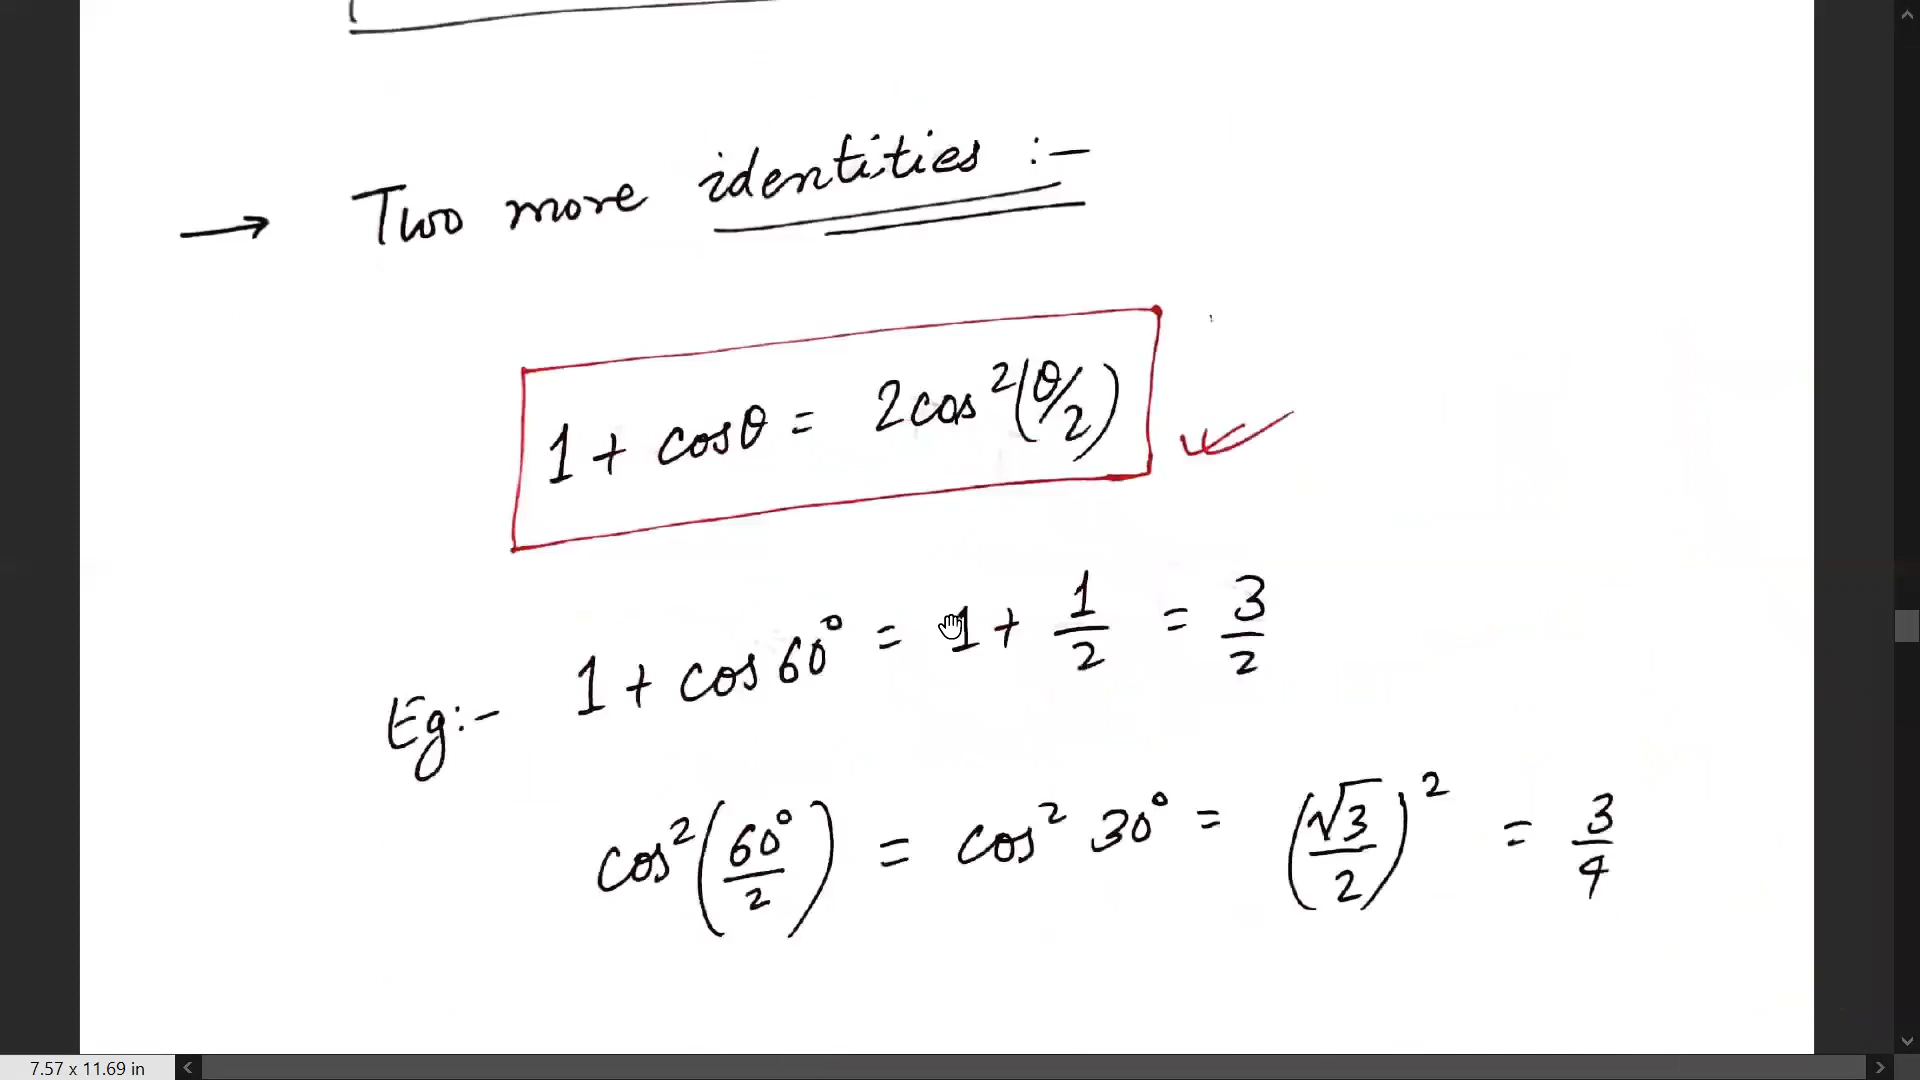 → Two more identities :-
1 + cosθ = 2cos²(θ/2)
Eg:- 1 + cos 60° = 1 + 1/2 = 3/2
cos²(60°/2) = cos² 30° = (√3/2)² = 3/4
7.57 x 11.69 in